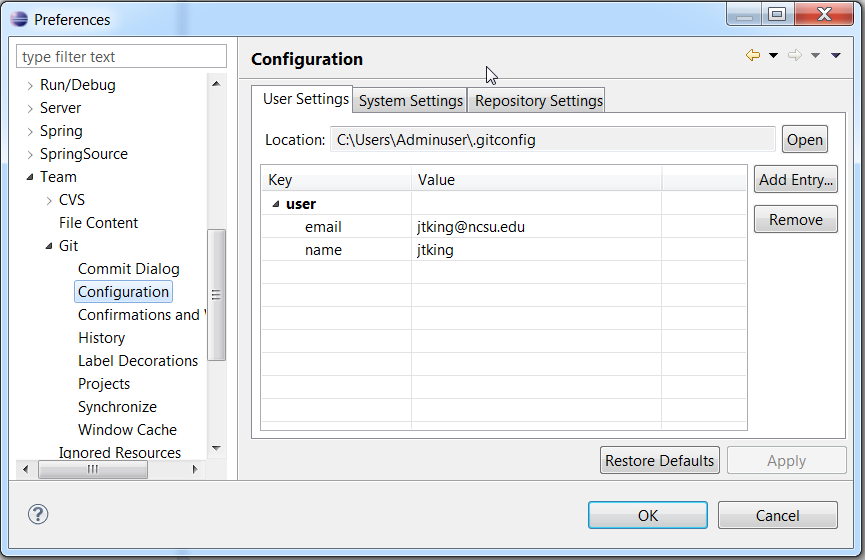 Preferences
type filter text
Run/Debug
Server
Spring
SpringSource
Team
CVS
File Content
Git
Commit Dialog
Configuration
Confirmations and
History
Label Decorations
Projects
Synchronize
Window Cache
Ignored Resources
Configuration
User Settings System Settings Repository Settings
Location: C:\Users\Adminuser\.gitconfig Open
Key Value
Add Entry...
user
email jtking@ncsu.edu
Remove
name jtking
Restore Defaults Apply
? OK Cancel